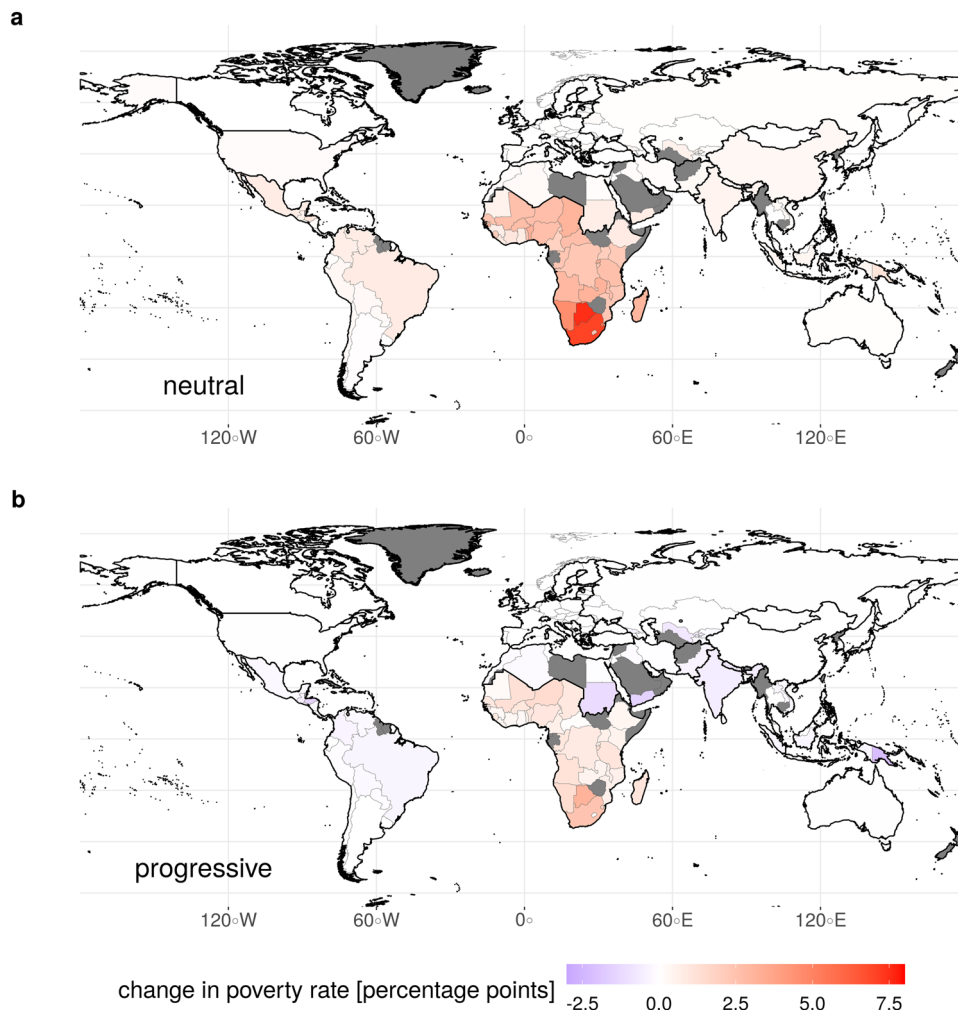 a
neutral
120°W
60°W
0°
60°E
120°E
b
progressive
120°W
60°W
0°
60°E
120°E
change in poverty rate [percentage points]
-2.5
0.0
2.5
5.0
7.5